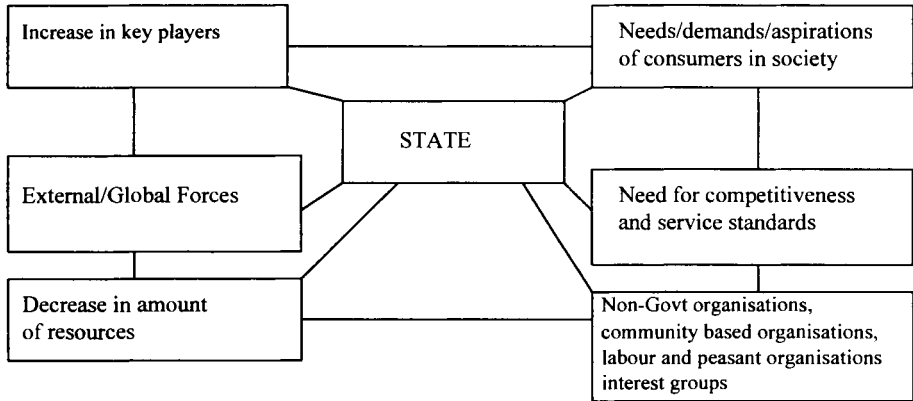 Increase in key players
Needs/demands/aspirations
of consumers in society
STATE
External/Global Forces
Need for competitiveness
and service standards
Decrease in amount
of resources
Non-Govt organisations,
community based organisations,
labour and peasant organisations
interest groups